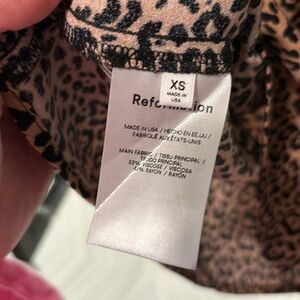 XS
MADE IN
USA
Reformation
MADE IN USA / HECHO EN EE.UU /
FABRIQUÉ AUX ÉTATS-UNIS
MAIN FABRIC / TISSU PRINCIPAL /
TEJIDO PRINCIPAL
53% VISCOSE / VISCOSA
47% RAYON / RAYÓN